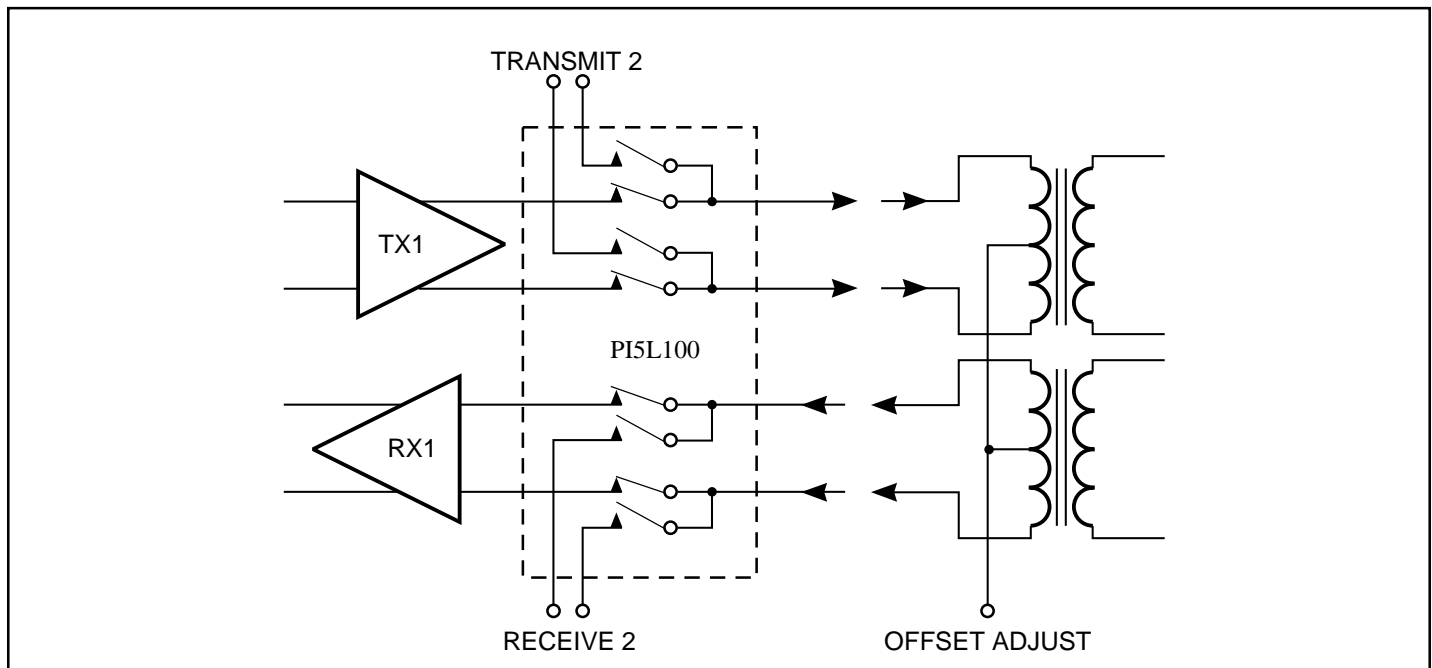 TRANSMIT 2
TX1
PI5L100
RX1
RECEIVE 2
OFFSET ADJUST